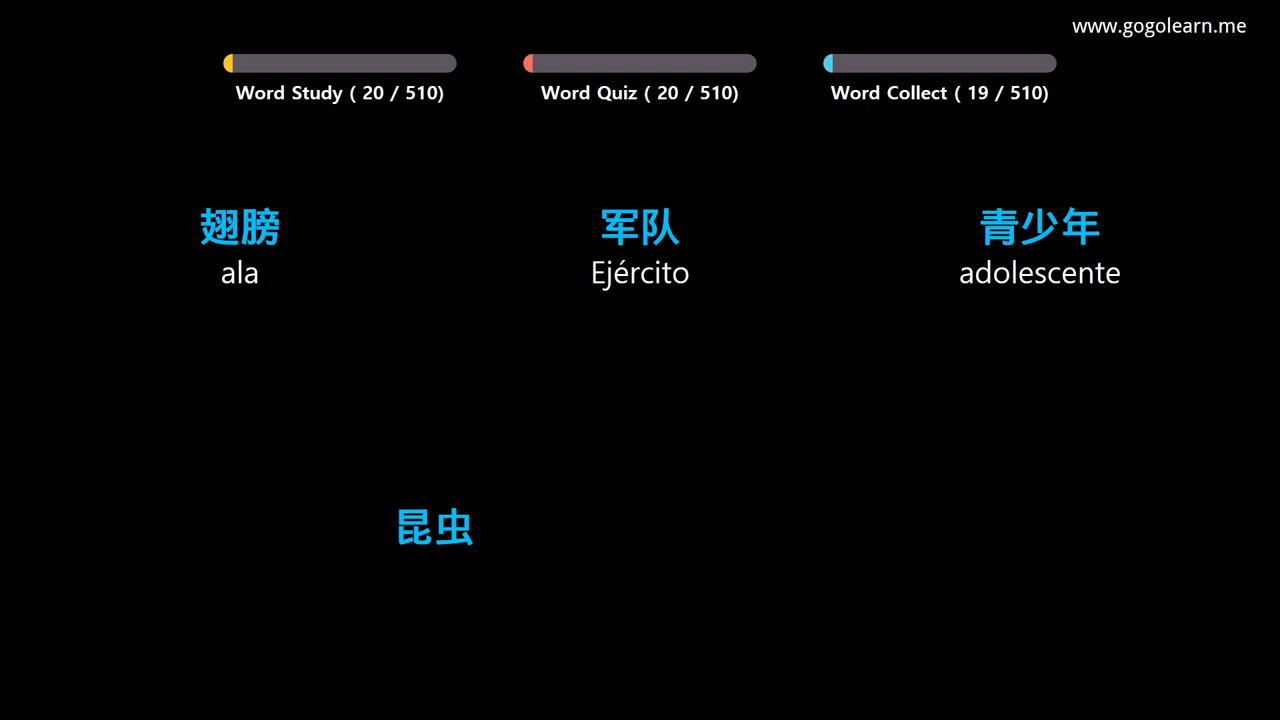 www.gogolearn.me
Word Study ( 20 / 510)
Word Quiz ( 20 / 510)
Word Collect ( 19 / 510)
翅膀
ala
军队
Ejército
青少年
adolescente
昆虫